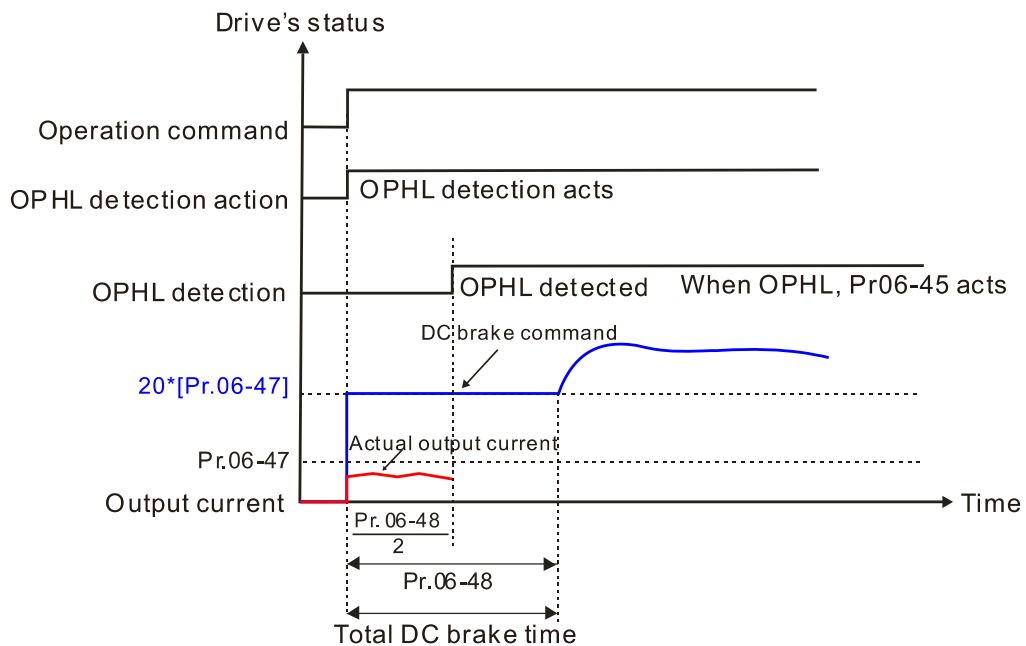 Drive's status
Operation command
OPHL detection action
OPHL detection acts
OPHL detection
OPHL detected
When OPHL, Pr06-45 acts
DC brake command
20*[Pr.06-47]
Actual output current
Pr.06-47
Output current
Time
Pr. 06-48
2
Pr.06-48
Total DC brake time